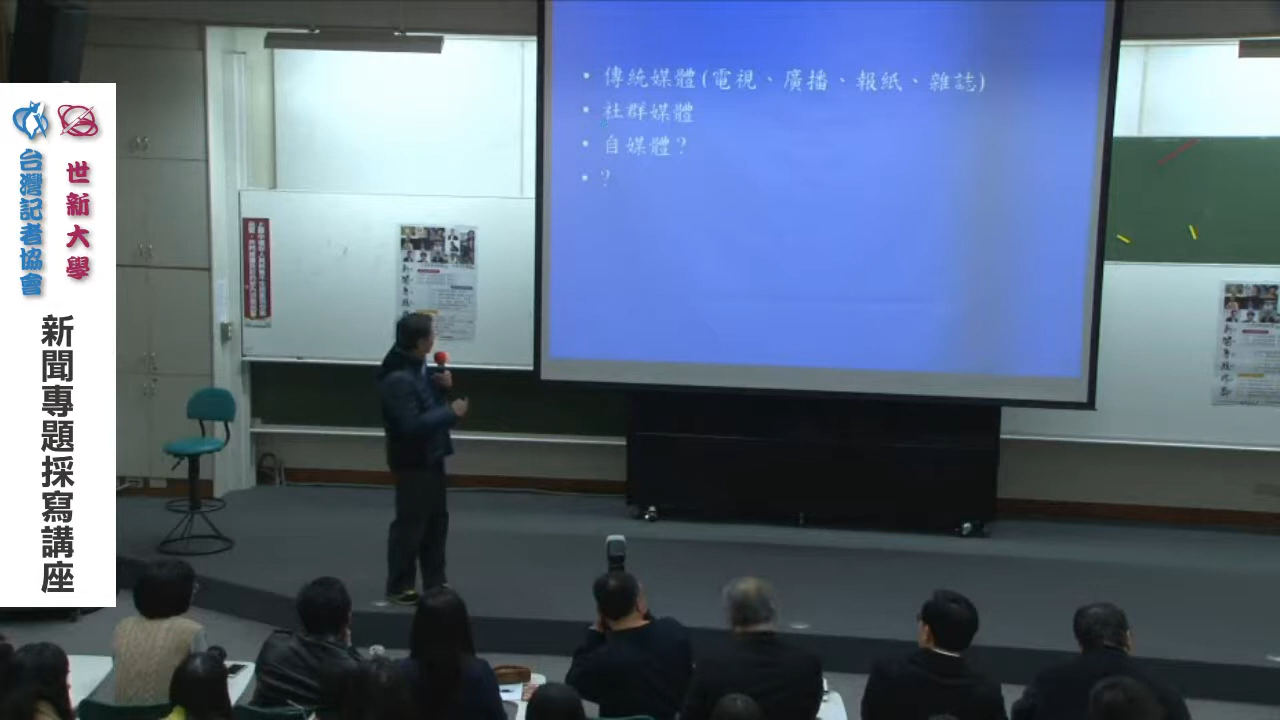 台灣記者協會
世新大學
新聞專題採寫講座
• 傳統媒體(電視、廣播、報紙、雜誌)
• 社群媒體
• 自媒體?
• ?